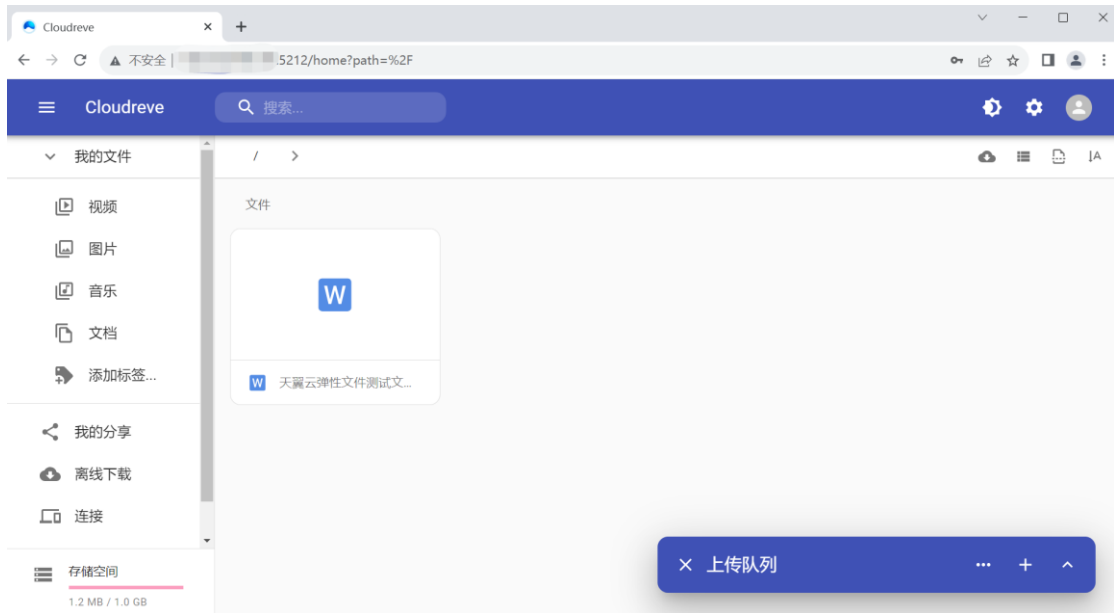 Cloudreve
不安全 | :5212/home?path=%2F
Cloudreve
搜索...
我的文件
/
视频
文件
图片
W
音乐
文档
W 天翼云弹性文件测试文...
添加标签...
我的分享
离线下载
连接
上传队列
存储空间
1.2 MB / 1.0 GB